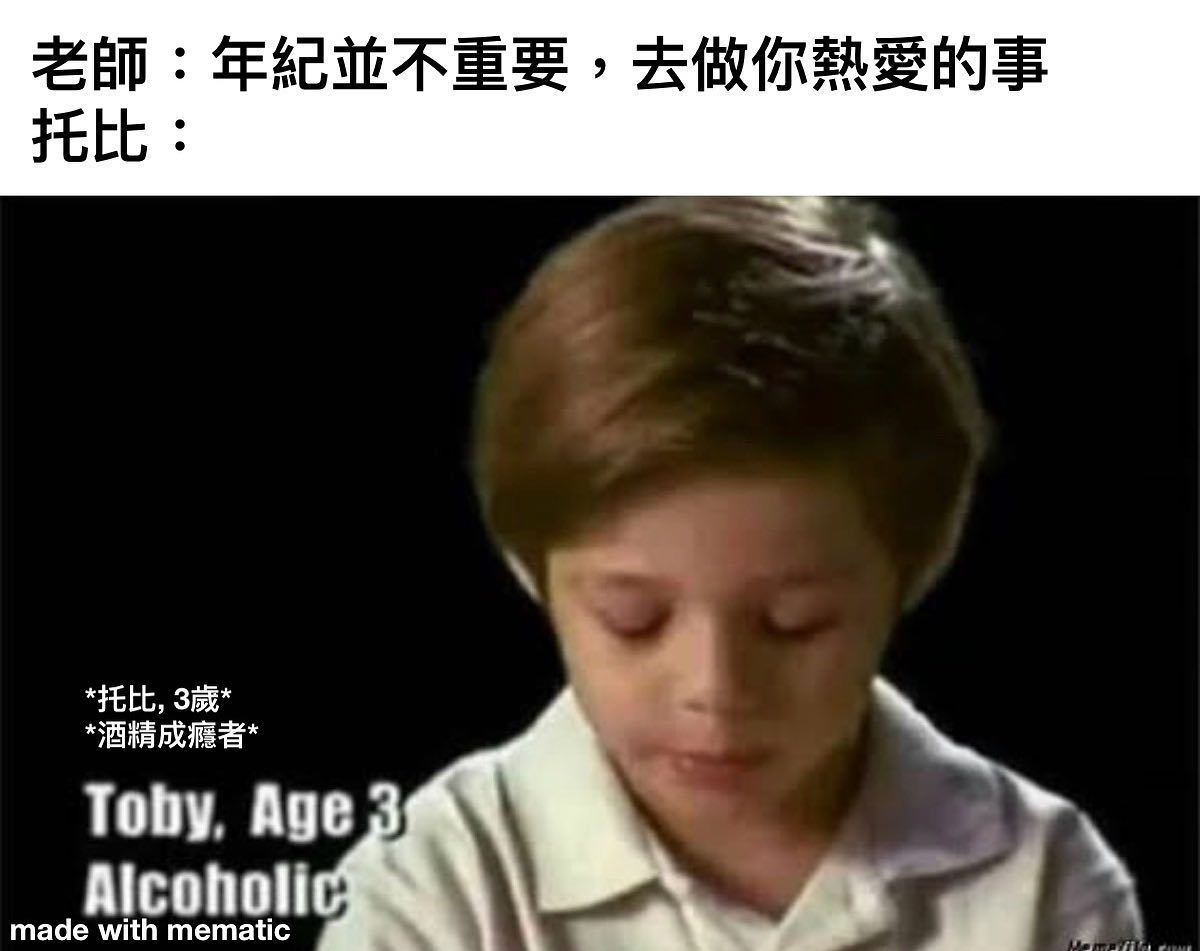 老師：年紀並不重要，去做你熱愛的事
托比：
*托比, 3歲*
*酒精成癮者*
Toby, Age 3
Alcoholic
made with mematic